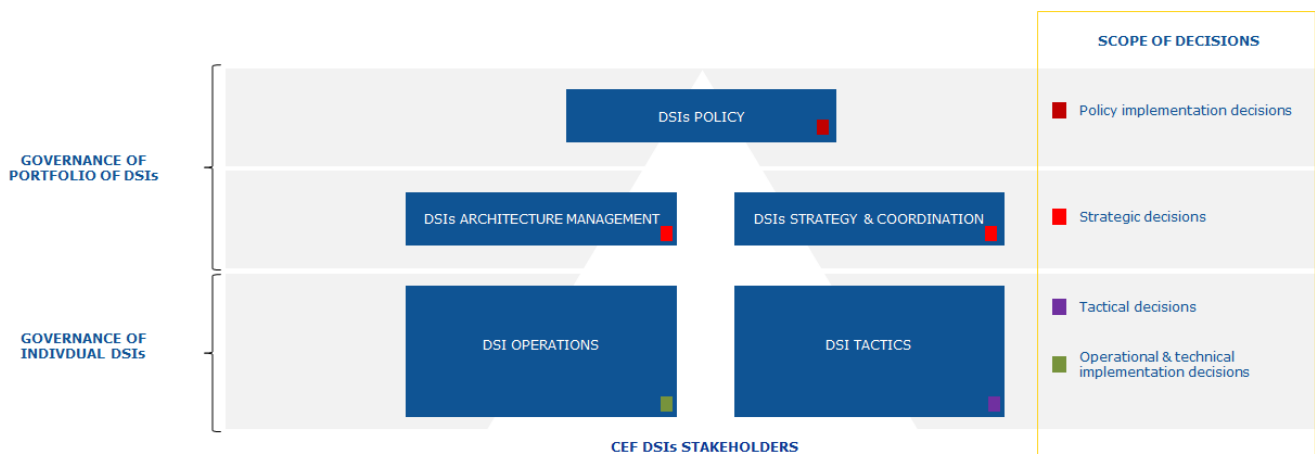 SCOPE OF DECISIONS
DSIs POLICY
Policy implementation decisions
GOVERNANCE OF
PORTFOLIO OF DSIs
DSIs ARCHITECTURE MANAGEMENT
DSIs STRATEGY & COORDINATION
Strategic decisions
GOVERNANCE OF
INDIVDUAL DSIs
DSI OPERATIONS
DSI TACTICS
Tactical decisions
Operational & technical
implementation decisions
CEF DSIs STAKEHOLDERS